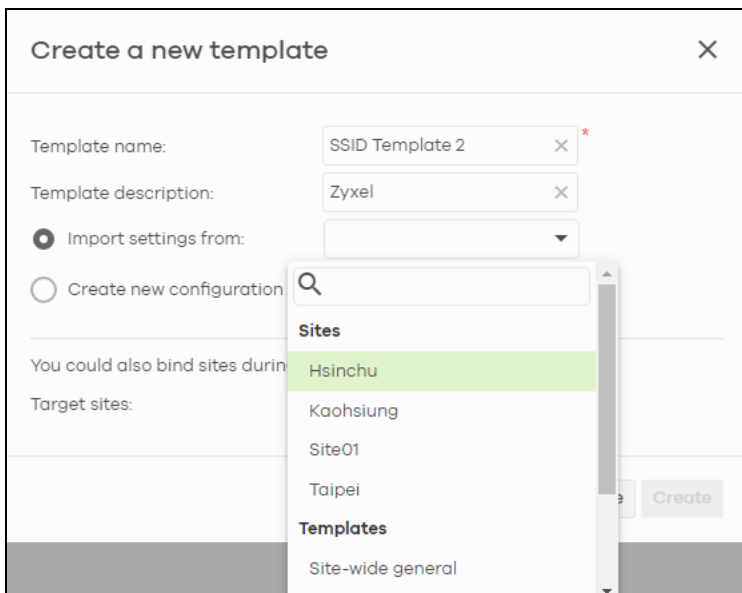 Create a new template
Template name:
SSID Template 2
*
Template description:
Zyxel
Import settings from:
Create new configuration
Sites
You could also bind sites durin
Hsinchu
Target sites:
Kaohsiung
Site01
Taipei
e
Create
Templates
Site-wide general